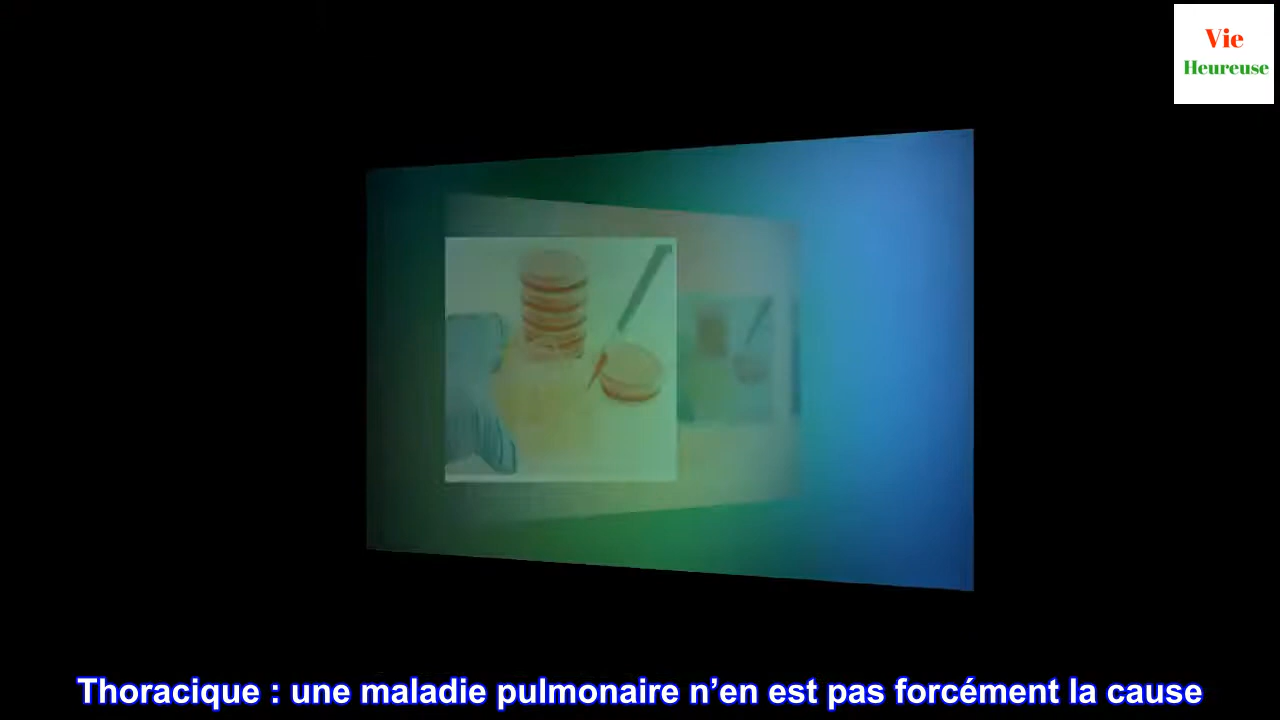 Vie
Heureuse
Thoracique : une maladie pulmonaire n’en est pas forcément la cause